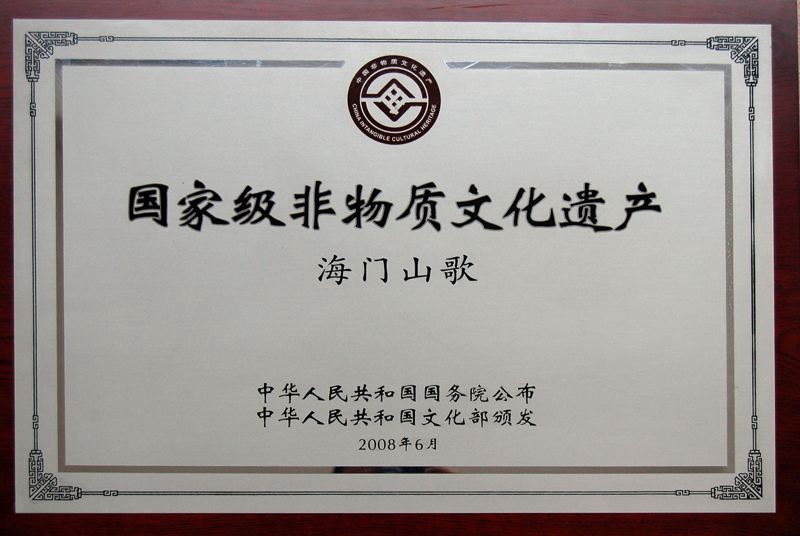 中国非物质文化遗产
CHINA INTANGIBLE CULTURAL HERITAGE
国家级非物质文化遗产
海门山歌
中华人民共和国国务院公布
中华人民共和国文化部颁发
2008年6月